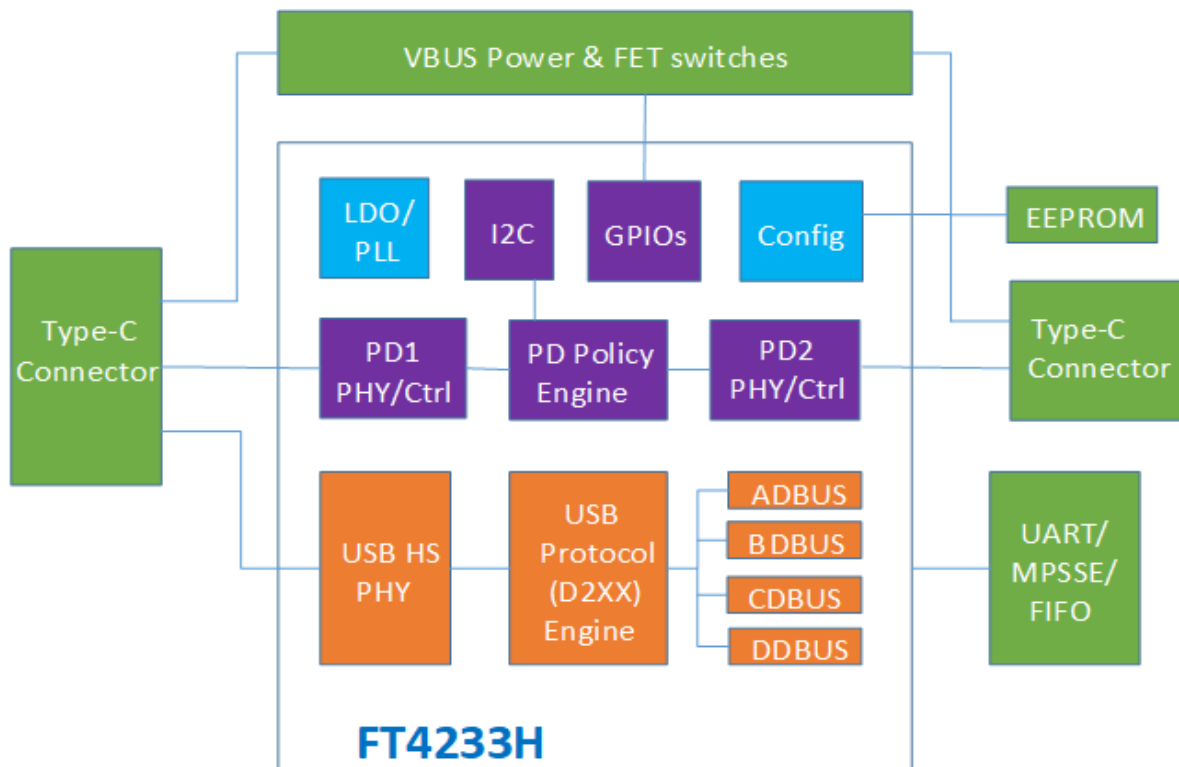 VBUS Power & FET switches
LDO/
PLL
I2C
GPIOs
Config
EEPROM
Type-C
Connector
PD1
PHY/Ctrl
PD Policy
Engine
PD2
PHY/Ctrl
Type-C
Connector
USB HS
PHY
USB
Protocol
(D2XX)
Engine
ADBUS
BDBUS
CDBUS
DDBUS
UART/
MPSSE/
FIFO
FT4233H